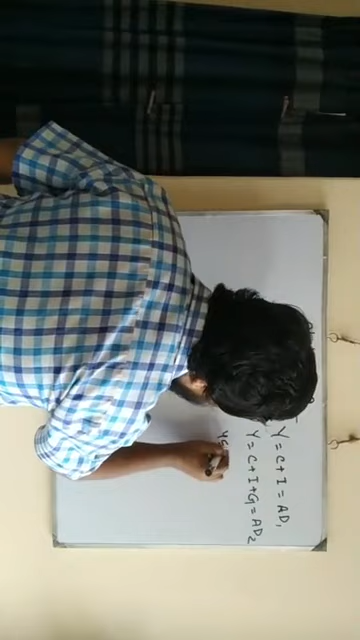 Y = C + I = AD₁
Y = C + I + G = AD₂